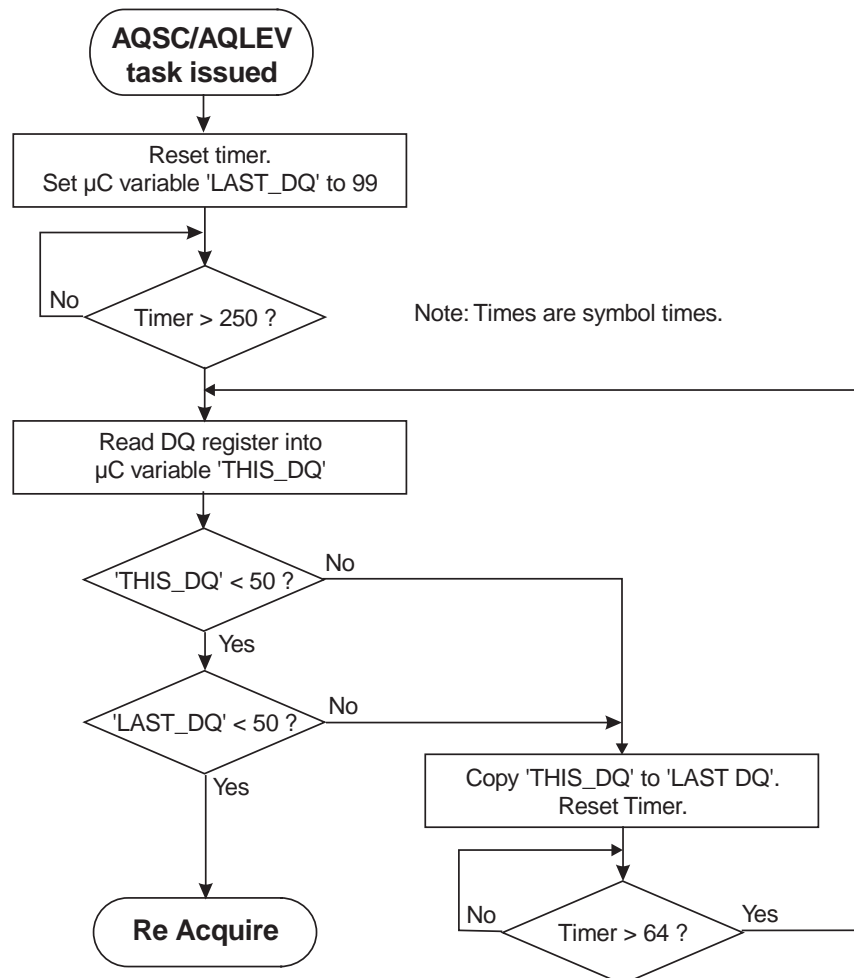 AQSC/AQLEV
task issued
Reset timer.
Set µC variable 'LAST_DQ' to 99
No
Timer > 250 ?
Note: Times are symbol times.
Read DQ register into
µC variable 'THIS_DQ'
'THIS_DQ' < 50 ?
No
Yes
'LAST_DQ' < 50 ?
No
Yes
Copy 'THIS_DQ' to 'LAST DQ'.
Reset Timer.
Re Acquire
No
Timer > 64 ?
Yes